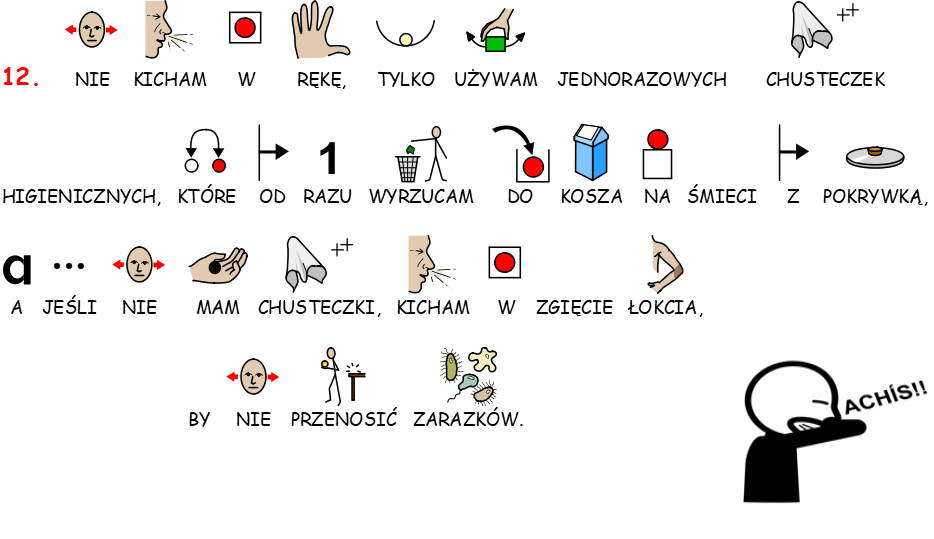 12. NIE KICHAM W RĘKĘ, TYLKO UŻYWAM JEDNORAZOWYCH CHUSTECZEK
1
HIGIENICZNYCH, KTÓRE OD RAZU WYRZUCAM DO KOSZA NA ŚMIECI Z POKRYWKĄ,
a ...
A JEŚLI NIE MAM CHUSTECZKI, KICHAM W ZGIĘCIE ŁOKCIA,
BY NIE PRZENOSIĆ ZARAZKÓW.
ACHÍS!!